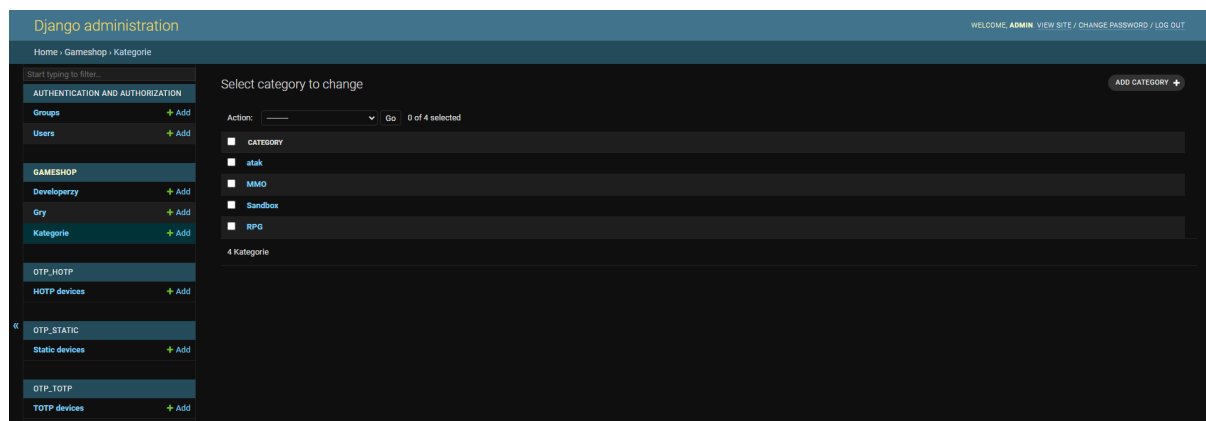 Django administration
WELCOME, ADMIN. VIEW SITE / CHANGE PASSWORD / LOG OUT
Home › Gameshop › Kategorie
Start typing to filter...
AUTHENTICATION AND AUTHORIZATION
Groups + Add
Users + Add
GAMESHOP
Developerzy + Add
Gry + Add
Kategorie + Add
OTP_HOTP
HOTP devices + Add
«
OTP_STATIC
Static devices + Add
OTP_TOTP
TOTP devices + Add
Select category to change
ADD CATEGORY +
Action: --------- Go 0 of 4 selected
CATEGORY
atak
MMO
Sandbox
RPG
4 Kategorie